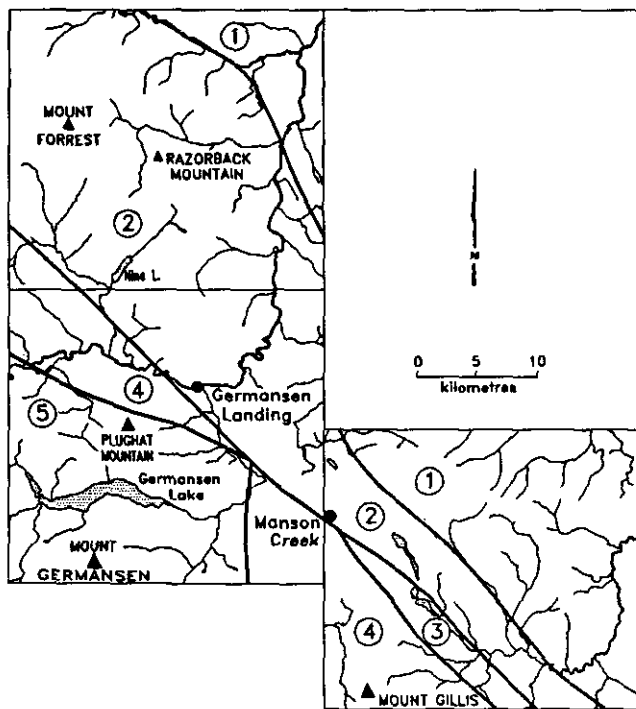 1
MOUNT
FORREST
RAZORBACK
MOUNTAIN
2
Nina L.
N
0 5 10
kilometres
4
Germansen
Landing
5
PLUGHAT
MOUNTAIN
Germansen
Lake
1
Manson
Creek
2
MOUNT
GERMANSEN
4
3
MOUNT GILLIS